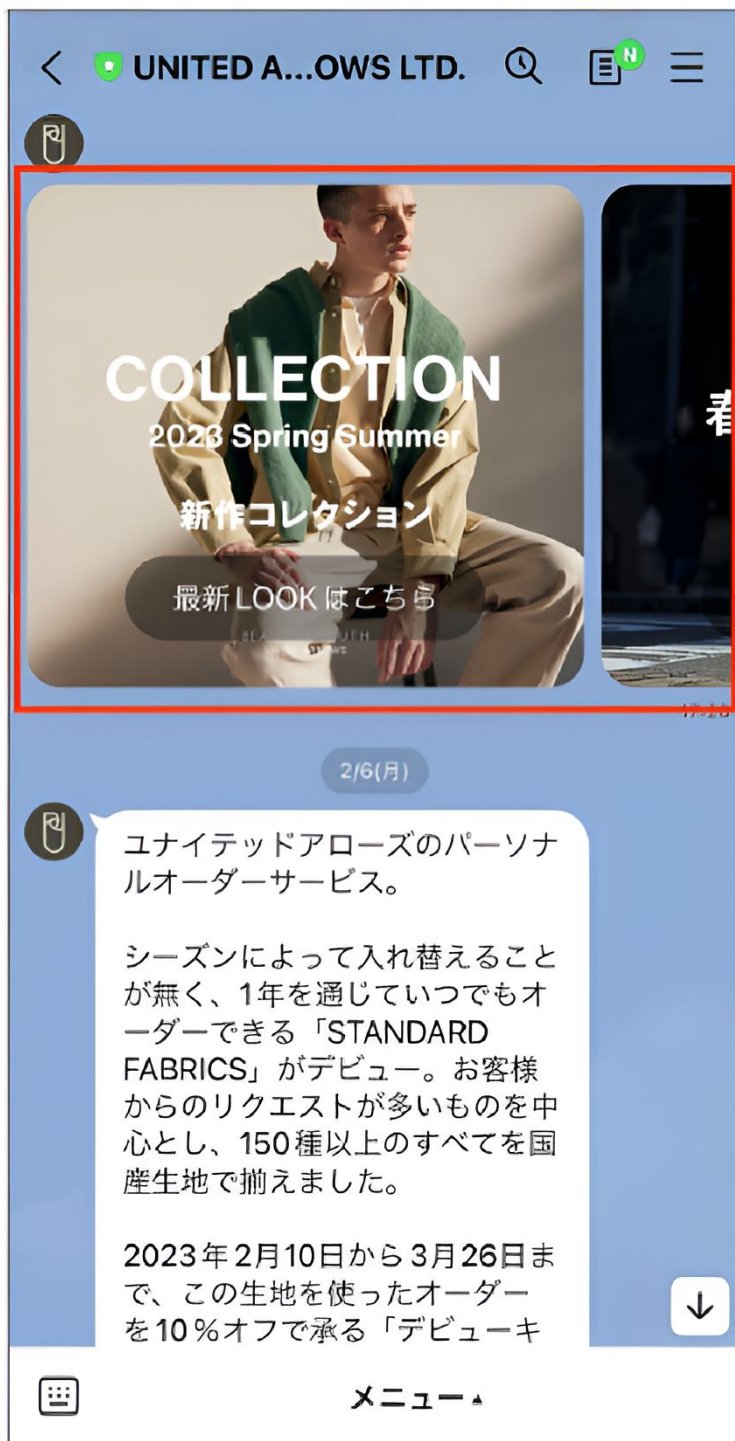 UNITED A...OWS LTD.
N
COLLECTION
2023 Spring Summer
新作コレクション
最新LOOKはこちら
春
2/6(月)
ユナイテッドアローズのパーソナ
ルオーダーサービス。
シーズンによって入れ替えること
が無く、1年を通じていつでもオ
ーダーできる「STANDARD
FABRICS」がデビュー。お客様
からのリクエストが多いものを中
心とし、150種以上のすべてを国
産生地で揃えました。
2023年2月10日から3月26日ま
で、この生地を使ったオーダー
を10%オフで承る「デビューキ
メニュー▲